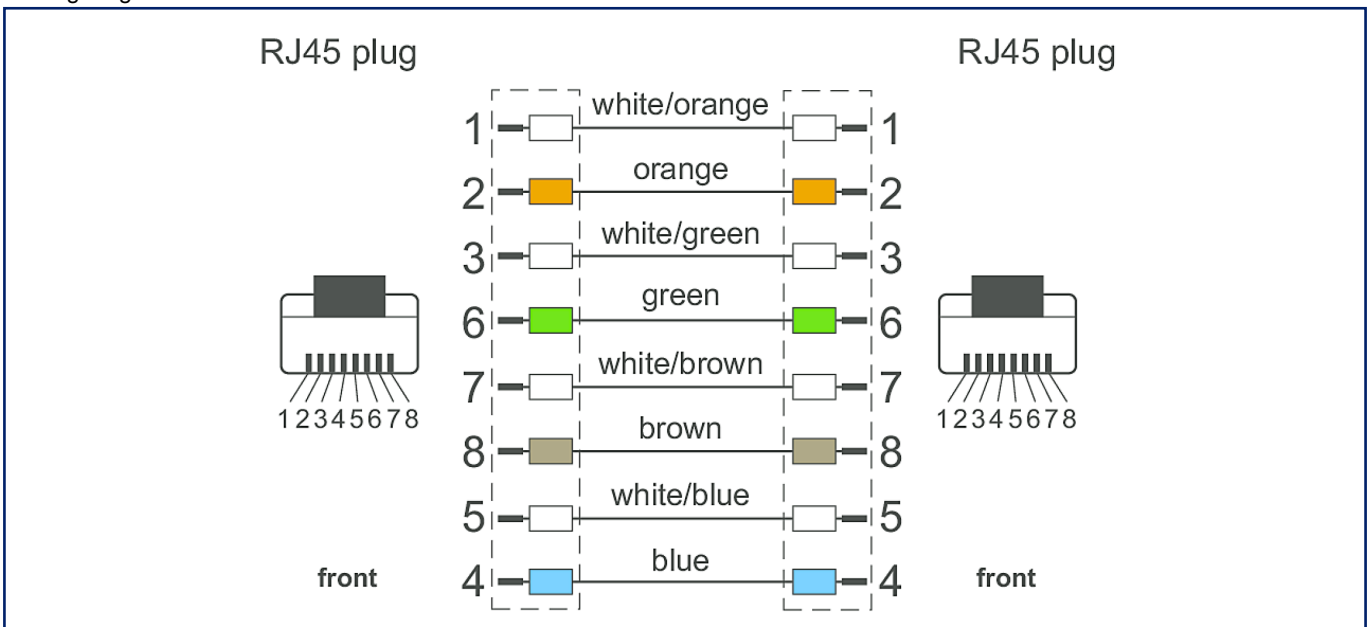 RJ45 plug
RJ45 plug
1 white/orange 1
2 orange 2
3 white/green 3
6 green 6
7 white/brown 7
8 brown 8
5 white/blue 5
4 blue 4
12345678
12345678
front
front